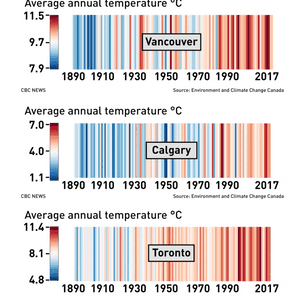 Average annual temperature °C
11.5
9.7
7.9
Vancouver
1890 1910 1930 1950 1970 1990 2017
CBC NEWS Source: Environment and Climate Change Canada
Average annual temperature °C
7.0
4.0
1.1
Calgary
1890 1910 1930 1950 1970 1990 2017
CBC NEWS Source: Environment and Climate Change Canada
Average annual temperature °C
11.4
8.1
4.8
Toronto
1890 1910 1930 1950 1970 1990 2017